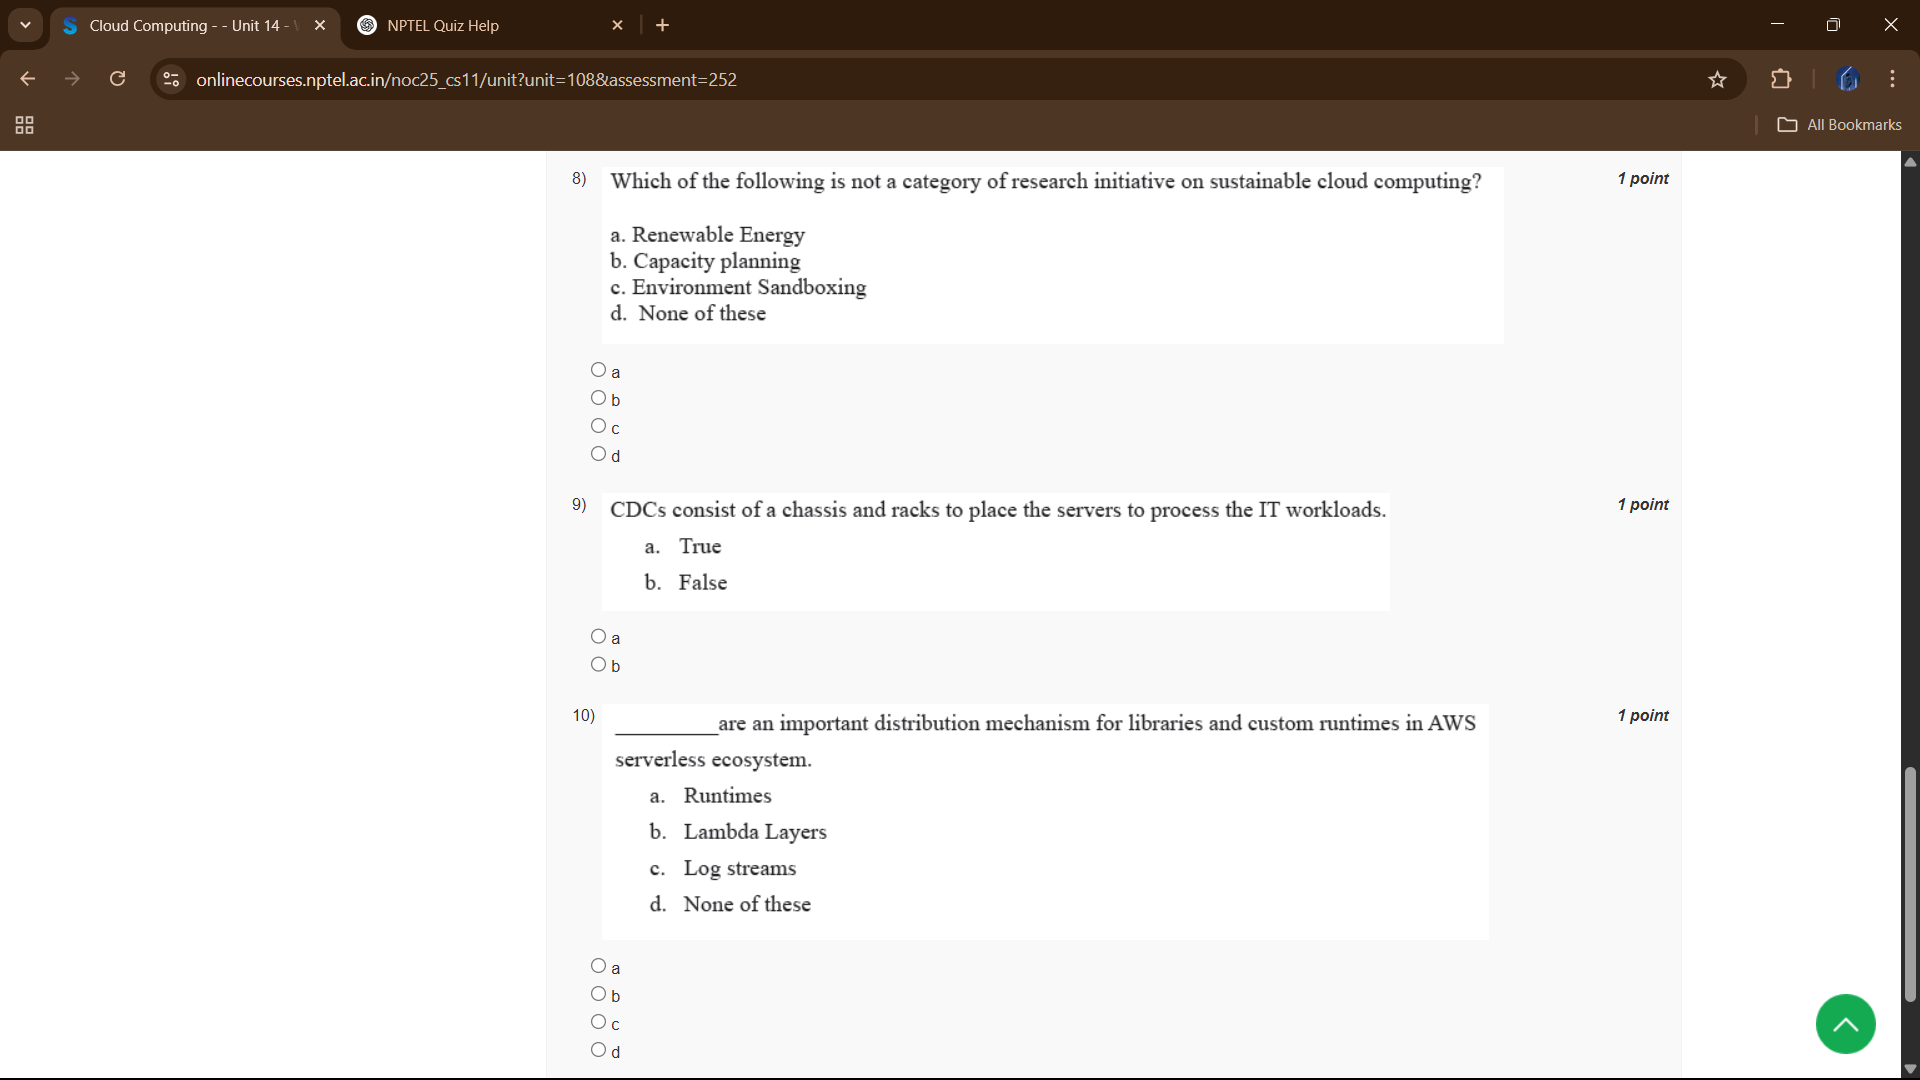 Cloud Computing - - Unit 14 -
NPTEL Quiz Help
onlinecourses.nptel.ac.in/noc25_cs11/unit?unit=108&assessment=252
All Bookmarks
8) Which of the following is not a category of research initiative on sustainable cloud computing? 1 point
a. Renewable Energy
b. Capacity planning
c. Environment Sandboxing
d. None of these
a
b
c
d
9) CDCs consist of a chassis and racks to place the servers to process the IT workloads. 1 point
a. True
b. False
a
b
10) _________are an important distribution mechanism for libraries and custom runtimes in AWS 1 point
serverless ecosystem.
a. Runtimes
b. Lambda Layers
c. Log streams
d. None of these
a
b
c
d